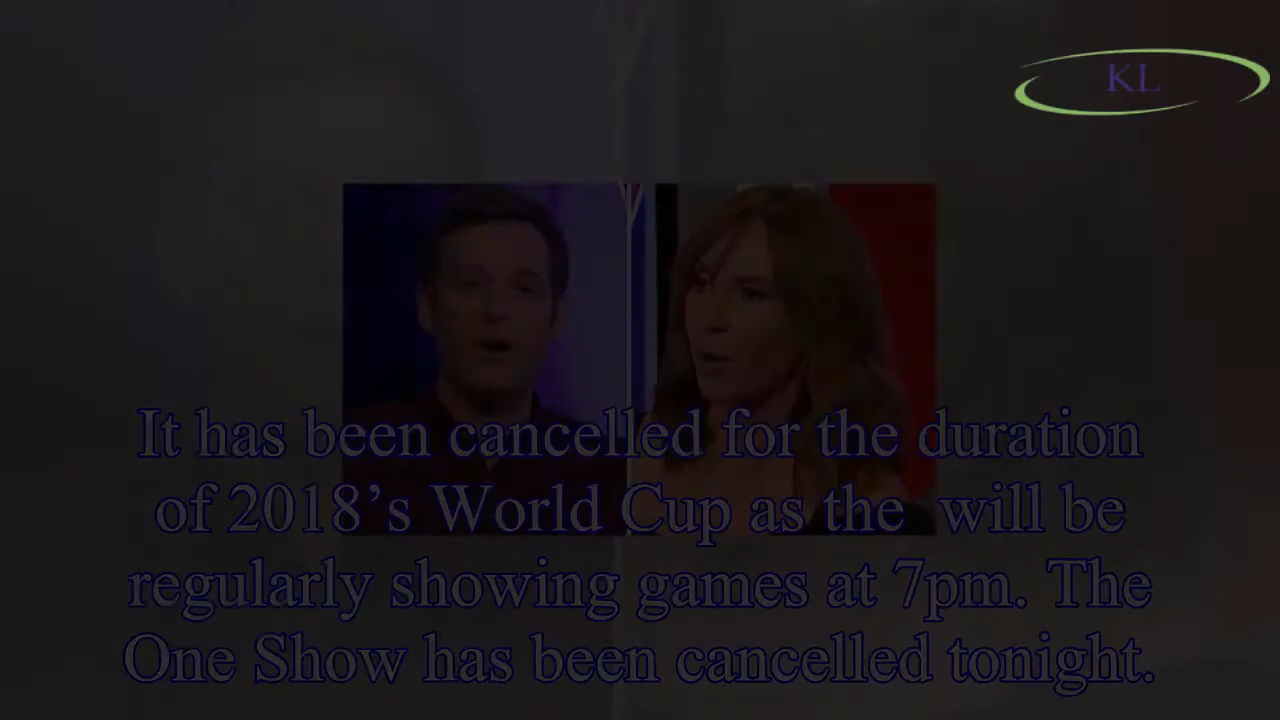 KL
It has been cancelled for the duration
of 2018’s World Cup as the  will be
regularly showing games at 7pm. The
One Show has been cancelled tonight.